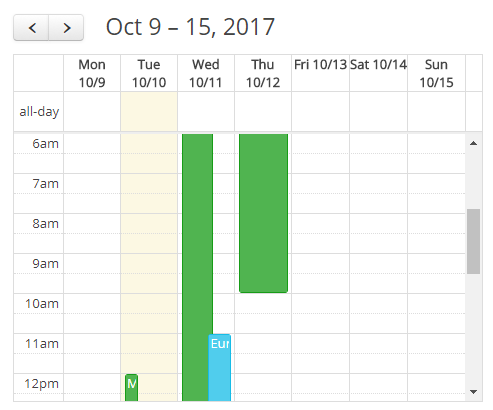 Oct 9 – 15, 2017
Mon Tue Wed Thu Fri 10/13 Sat 10/14 Sun
10/9 10/10 10/11 10/12 10/15
all-day
6am
7am
8am
9am
10am
11am
Eur
12pm
M